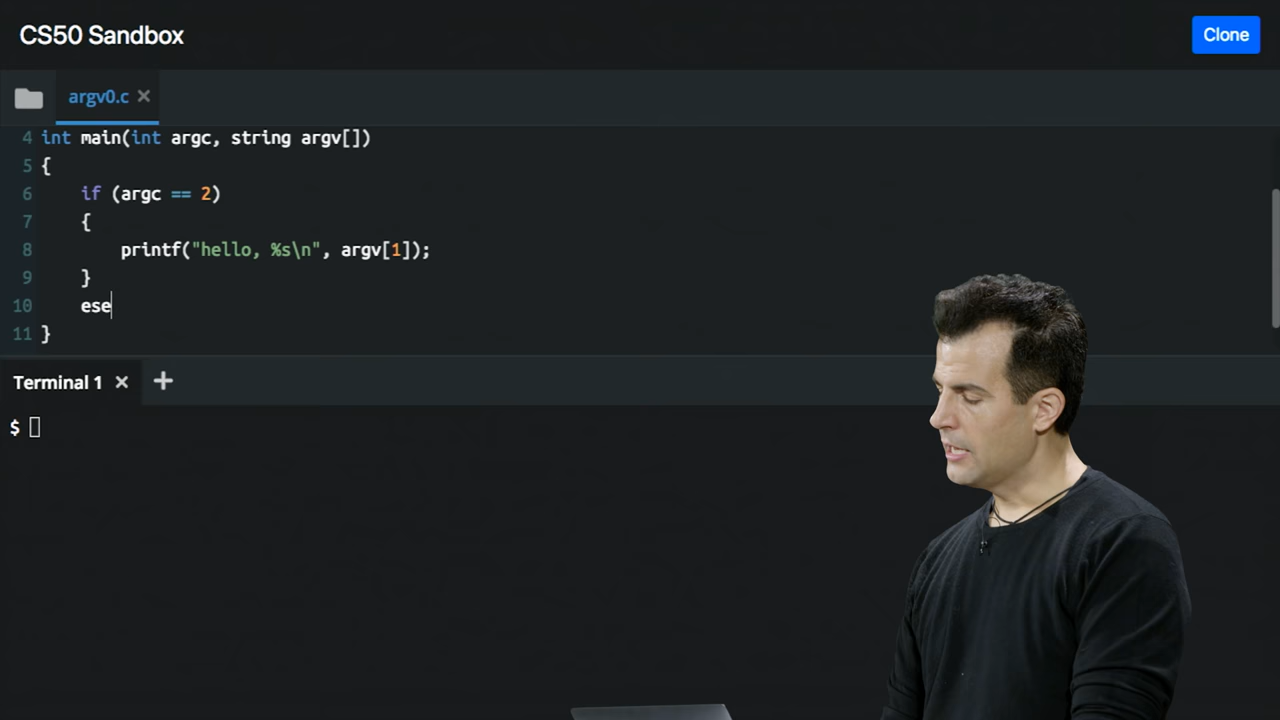 CS50 Sandbox
Clone
argv0.c ×
4 int main(int argc, string argv[])
5 {
6 if (argc == 2)
7 {
8 printf("hello, %s\n", argv[1]);
9 }
10 ese
11 }
Terminal 1 × +
$